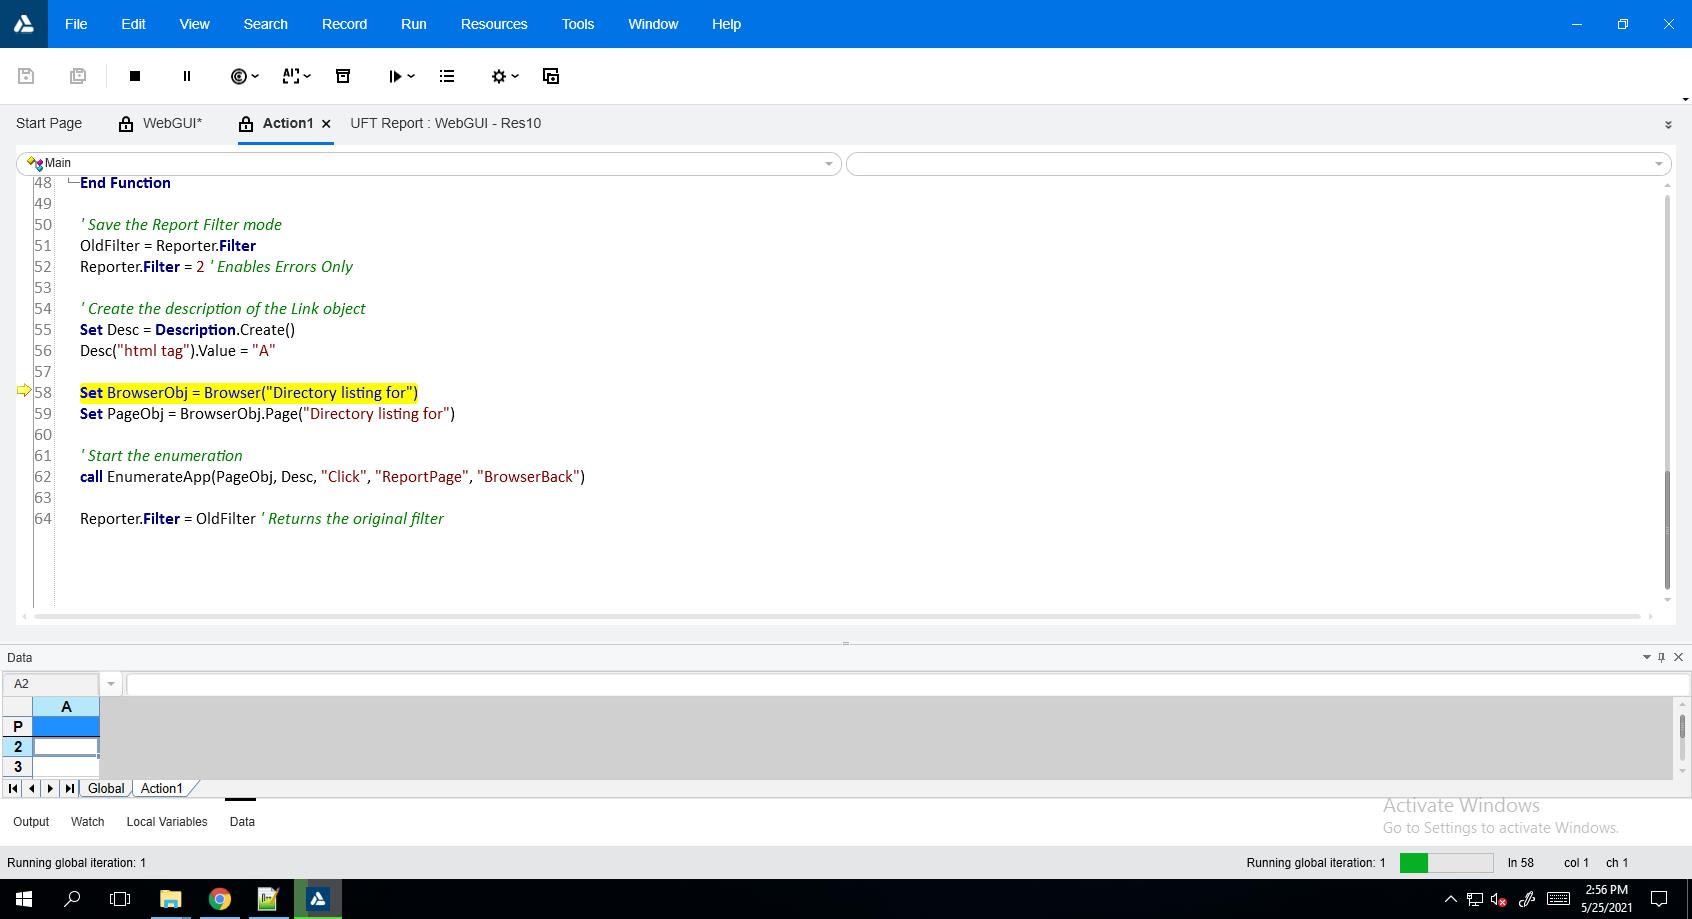 File Edit View Search Record Run Resources Tools Window Help
Start Page WebGUI* Action1 UFT Report : WebGUI - Res10
Main
48 End Function
49
50 ' Save the Report Filter mode
51 OldFilter = Reporter.Filter
52 Reporter.Filter = 2 ' Enables Errors Only
53
54 ' Create the description of the Link object
55 Set Desc = Description.Create()
56 Desc("html tag").Value = "A"
57
58 Set BrowserObj = Browser("Directory listing for")
59 Set PageObj = BrowserObj.Page("Directory listing for")
60
61 ' Start the enumeration
62 call EnumerateApp(PageObj, Desc, "Click", "ReportPage", "BrowserBack")
63
64 Reporter.Filter = OldFilter ' Returns the original filter
Data
A2
A
P
2
3
Global Action1
Activate Windows
Output Watch Local Variables Data
Go to Settings to activate Windows.
Running global iteration: 1 Running global iteration: 1 ln 58 col 1 ch 1
2:56 PM
5/25/2021